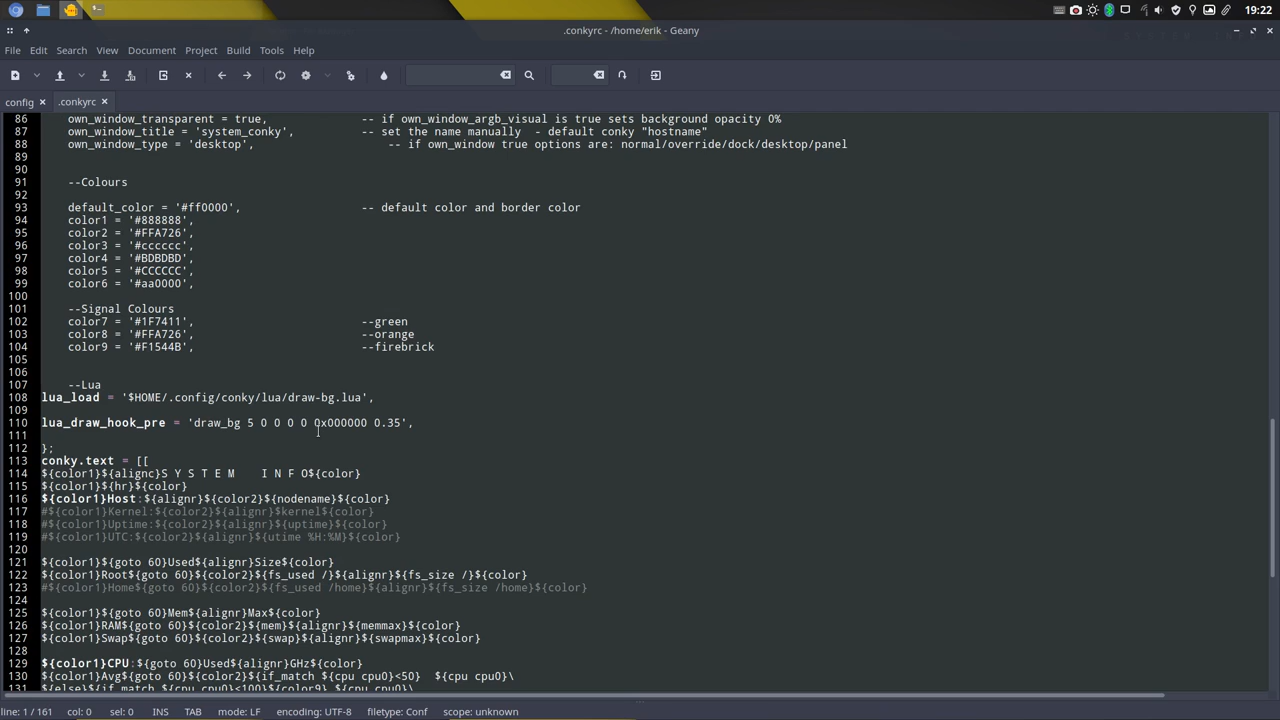 19:22
.conkyrc - /home/erik - Geany
File Edit Search View Document Project Build Tools Help
config .conkyrc
86 own_window_transparent = true, -- if own_window_argb_visual is true sets background opacity 0%
87 own_window_title = 'system_conky', -- set the name manually  - default conky "hostname"
88 own_window_type = 'desktop', -- if own_window true options are: normal/override/dock/desktop/panel
89
90
91 --Colours
92
93 default_color = '#ff0000', -- default color and border color
94 color1 = '#888888',
95 color2 = '#FFA726',
96 color3 = '#cccccc',
97 color4 = '#BDBDBD',
98 color5 = '#CCCCCC',
99 color6 = '#aa0000',
100
101 --Signal Colours
102 color7 = '#1F7411', --green
103 color8 = '#FFA726', --orange
104 color9 = '#F1544B', --firebrick
105
106
107 --Lua
108 lua_load = '$HOME/.config/conky/lua/draw-bg.lua',
109
110 lua_draw_hook_pre = 'draw_bg 5 0 0 0 0 0x000000 0.35',
111
112 };
113 conky.text = [[
114 ${color1}${alignc}S Y S T E M    I N F O${color}
115 ${color1}${hr}${color}
116 ${color1}Host:${alignr}${color2}${nodename}${color}
117 #${color1}Kernel:${color2}${alignr}$kernel${color}
118 #${color1}Uptime:${color2}${alignr}${uptime}${color}
119 #${color1}UTC:${color2}${alignr}${utime %H:%M}${color}
120
121 ${color1}${goto 60}Used${alignr}Size${color}
122 ${color1}Root${goto 60}${color2}${fs_used /}${alignr}${fs_size /}${color}
123 #${color1}Home${goto 60}${color2}${fs_used /home}${alignr}${fs_size /home}${color}
124
125 ${color1}${goto 60}Mem${alignr}Max${color}
126 ${color1}RAM${goto 60}${color2}${mem}${alignr}${memmax}${color}
127 ${color1}Swap${goto 60}${color2}${swap}${alignr}${swapmax}${color}
128
129 ${color1}CPU:${goto 60}Used${alignr}GHz${color}
130 ${color1}Avg${goto 60}${color2}${if_match ${cpu cpu0}<50}  ${cpu cpu0}\
131 ${else}${if_match ${cpu cpu0}<100}${color9} ${cpu cpu0}\
line: 1 / 161 col: 0 sel: 0 INS TAB mode: LF encoding: UTF-8 filetype: Conf scope: unknown